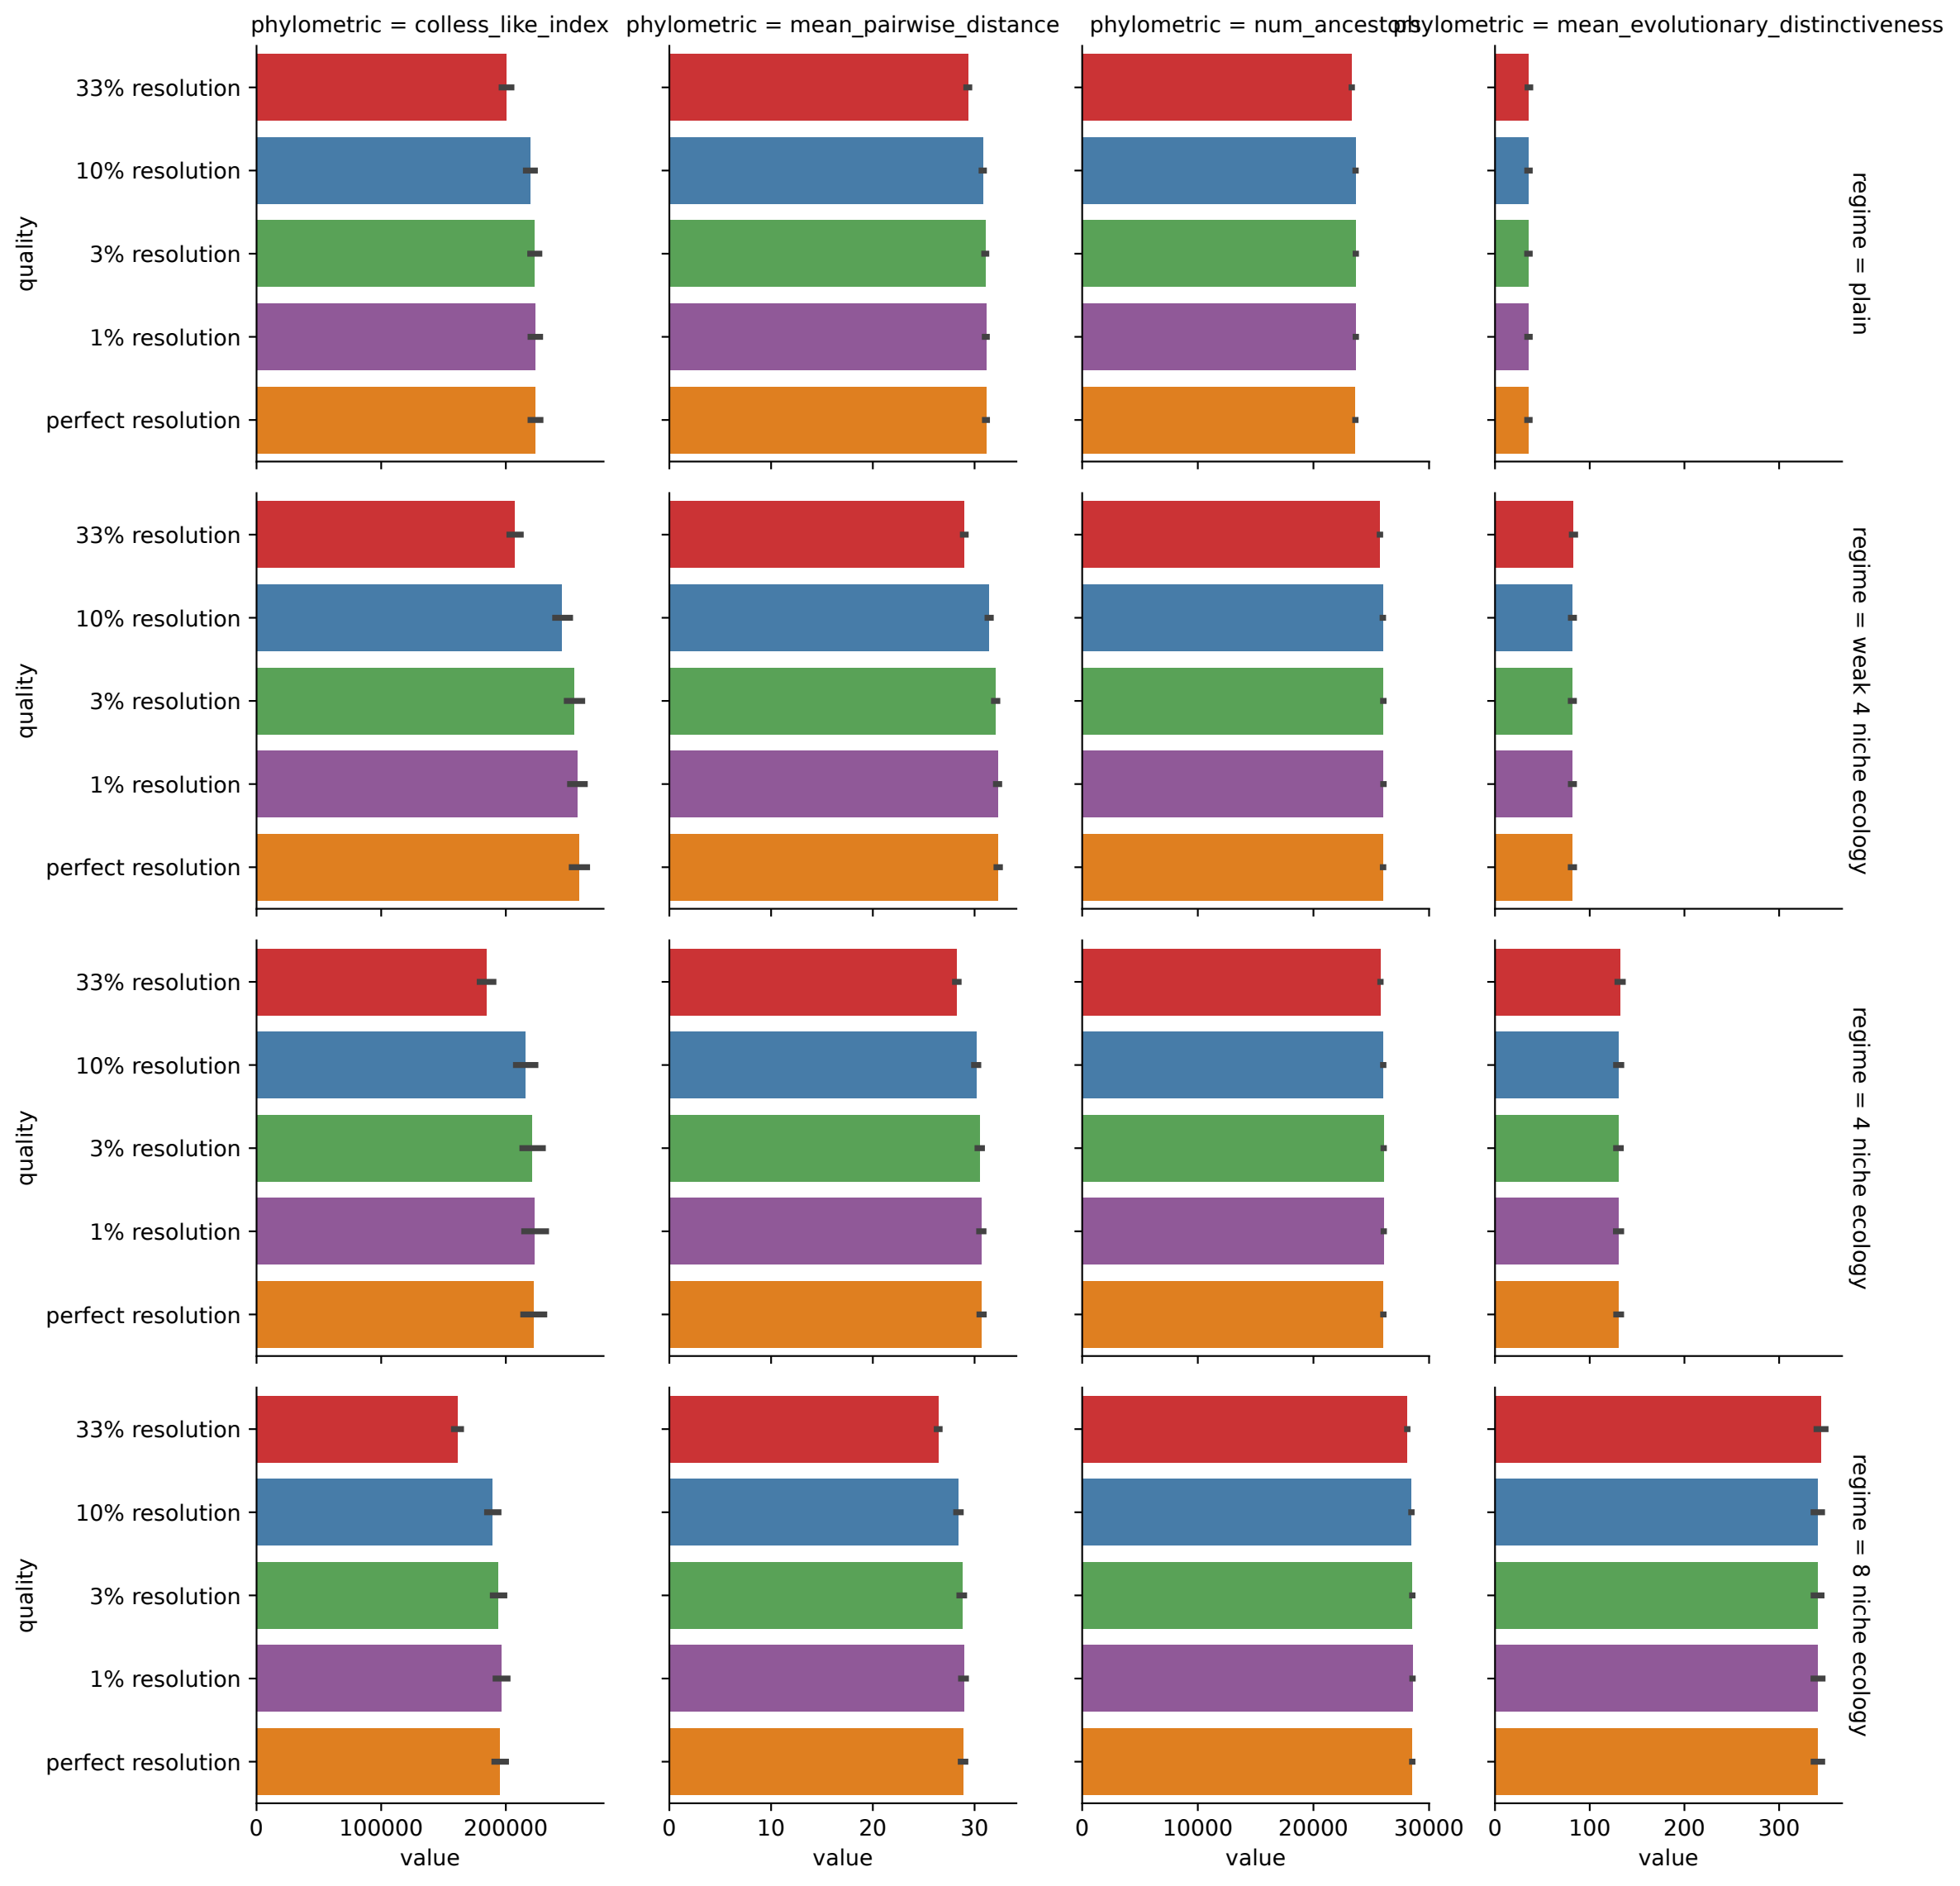 phylometric = colless_like_index
phylometric = mean_pairwise_distance
phylometric = num_ancestors
phylometric = mean_evolutionary_distinctiveness
quality
33% resolution
10% resolution
3% resolution
1% resolution
perfect resolution
regime = plain
quality
33% resolution
10% resolution
3% resolution
1% resolution
perfect resolution
regime = weak 4 niche ecology
quality
33% resolution
10% resolution
3% resolution
1% resolution
perfect resolution
regime = 4 niche ecology
quality
33% resolution
10% resolution
3% resolution
1% resolution
perfect resolution
regime = 8 niche ecology
0 100000 200000
0 10 20 30
0 10000 20000 30000
0 100 200 300
value
value
value
value